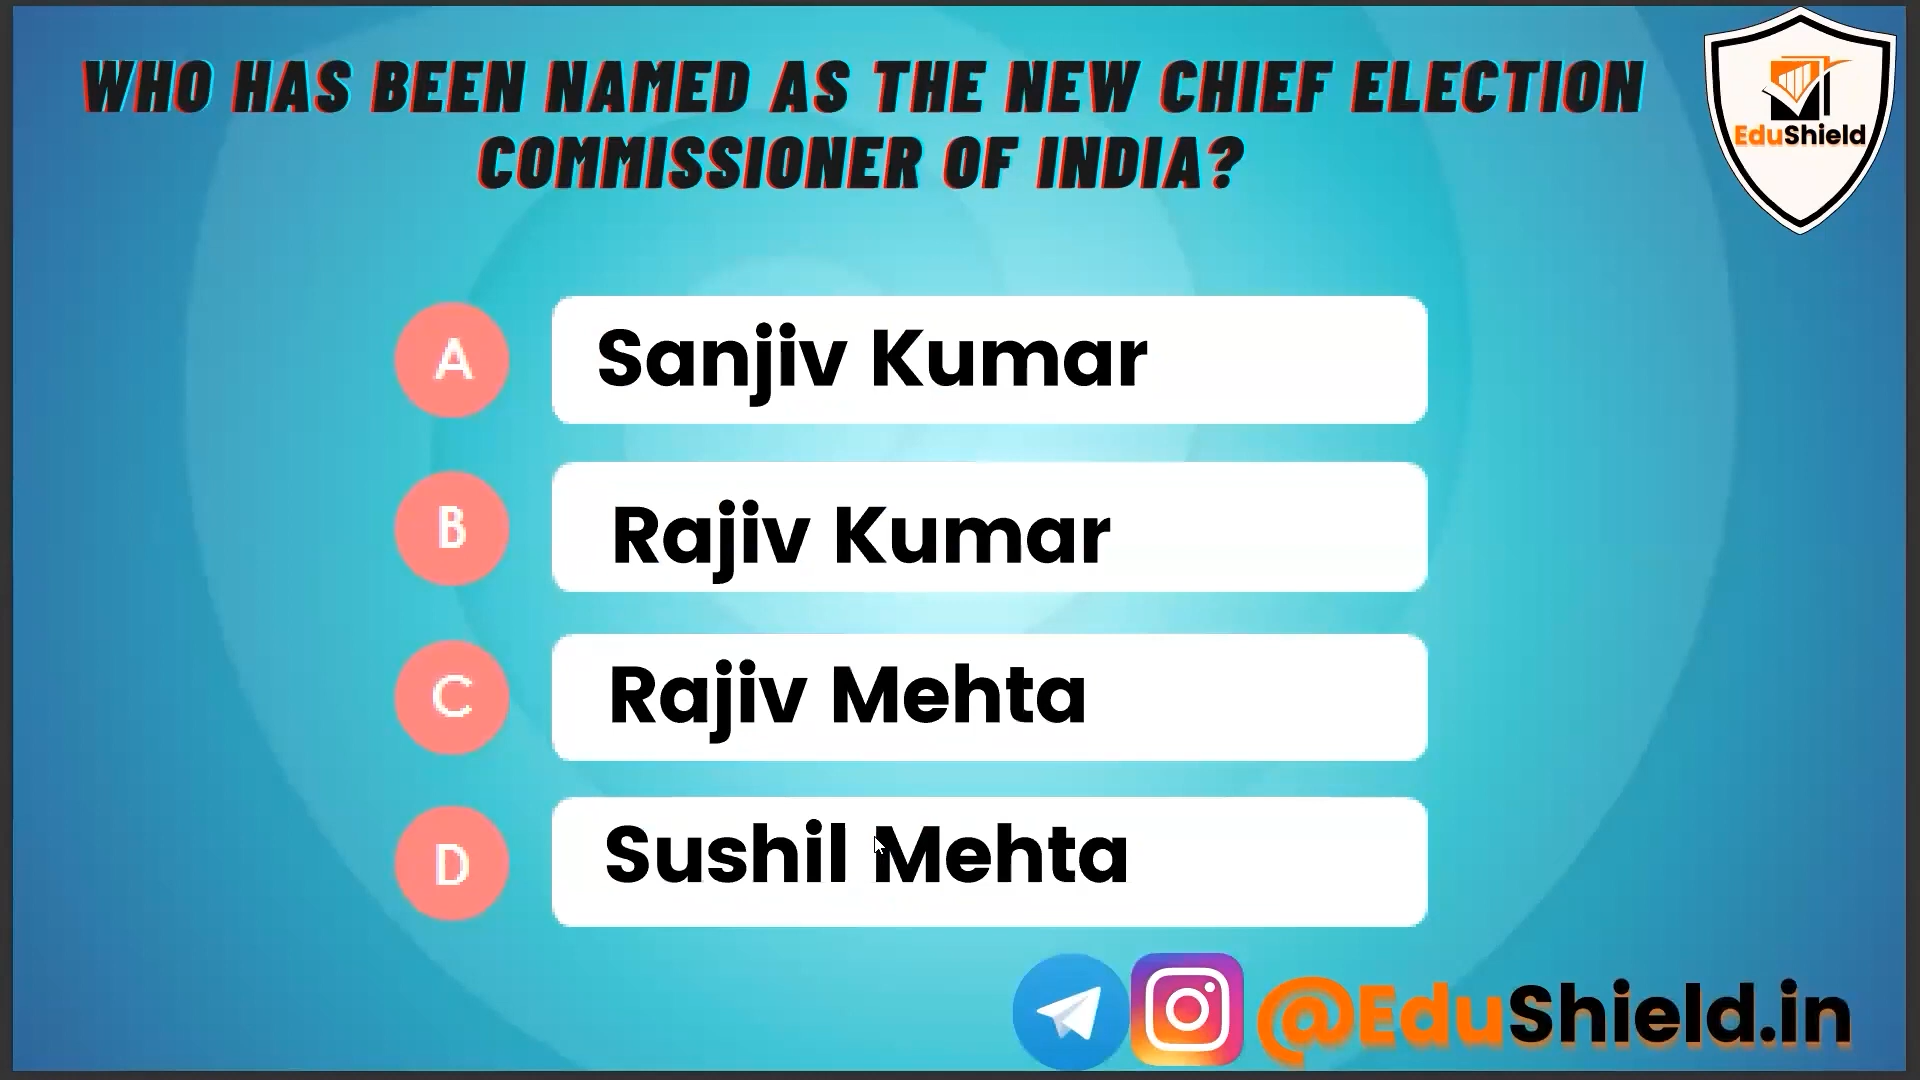 WHO HAS BEEN NAMED AS THE NEW CHIEF ELECTION
COMMISSIONER OF INDIA?
EduShield
A Sanjiv Kumar
B Rajiv Kumar
C Rajiv Mehta
D Sushil Mehta
@EduShield.in